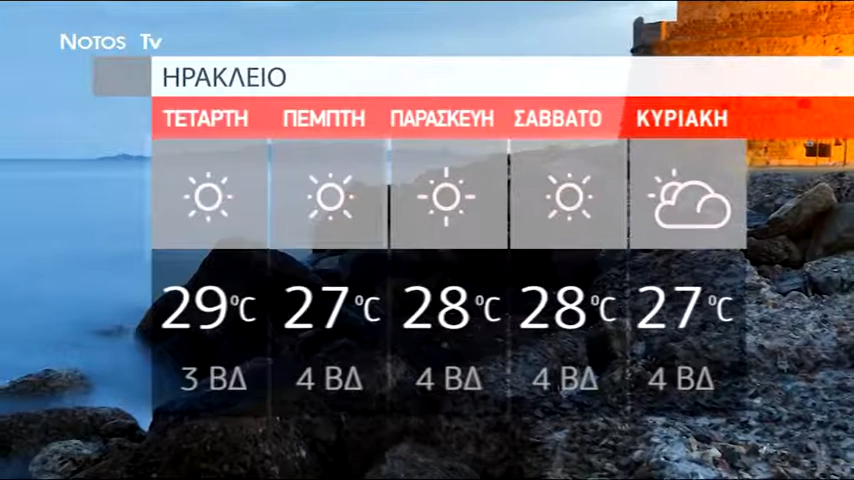 NOTOS TV
ΗΡΑΚΛΕΙΟ
ΤΕΤΑΡΤΗ ΠΕΜΠΤΗ ΠΑΡΑΣΚΕΥΗ ΣΑΒΒΑΤΟ ΚΥΡΙΑΚΗ
29°C 27°C 28°C 28°C 27°C
3 ΒΔ 4 ΒΔ 4 ΒΔ 4 ΒΔ 4 ΒΔ